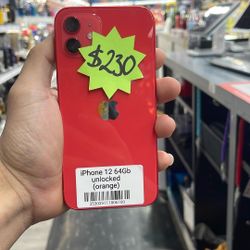 $230
iPhone 12 64Gb
unlocked
(orange)